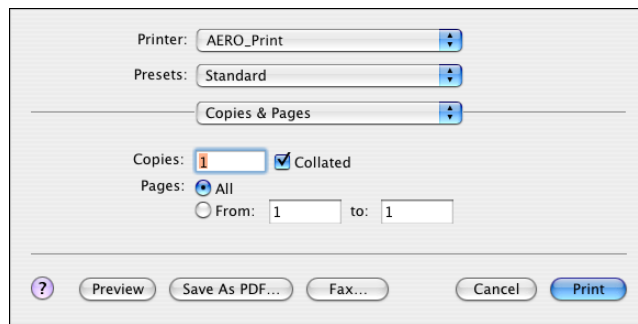 Printer: AERO_Print
Presets: Standard
Copies & Pages
Copies: 1 Collated
Pages: All
From: 1 to: 1
? Preview Save As PDF... Fax... Cancel Print